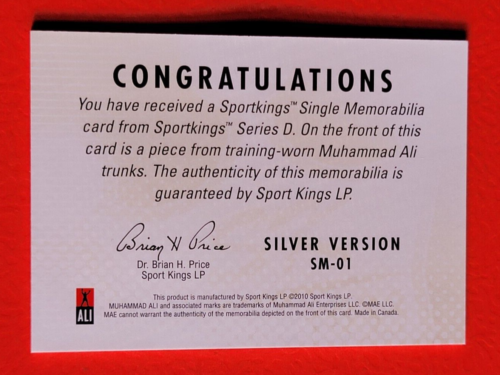 CONGRATULATIONS
You have received a Sportkings™ Single Memorabilia
card from Sportkings™ Series D. On the front of this
card is a piece from training-worn Muhammad Ali
trunks. The authenticity of this memorabilia is
guaranteed by Sport Kings LP.
Brian H Price
Dr. Brian H. Price
Sport Kings LP
SILVER VERSION
SM-01
ALI
This product is manufactured by Sport Kings LP ©2010 Sport Kings LP.
MUHAMMAD ALI and associated marks are trademarks of Muhammad Ali Enterprises LLC. ©MAE LLC.
MAE cannot warrant the authenticity of the memorabilia depicted on the front of this card. Made in Canada.